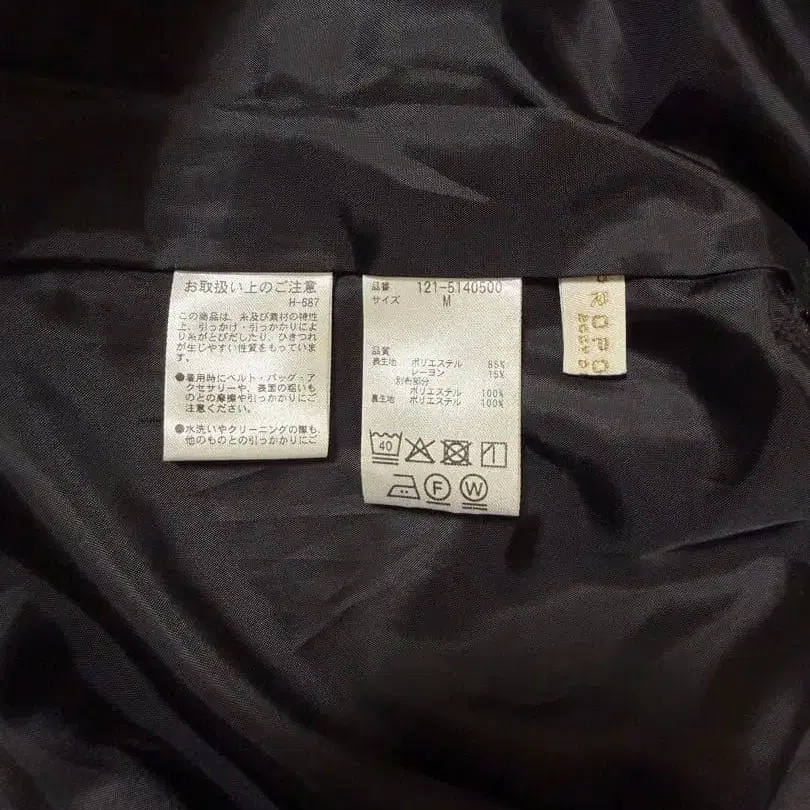 お取扱い上のご注意
H-687
この商品は、糸及び素材の特性
上、引っかけ・引っかかりによ
り糸がとびだしたり、ひきつれ
が生じやすい性質をもっていま
す。
●着用時にベルト・バッグ・ア
クセサリーや、表面の粗いも
のとの摩擦や引っかかりにご
注意ください。
●水洗いやクリーニングの際も、
他のものとの引っかかりにご
品番 121-5140500
サイズ M
品質
表生地 ポリエステル 85%
レーヨン 15%
別布部分
ポリエステル 100%
裏生地 ポリエステル 100%
40
F W
ROPO